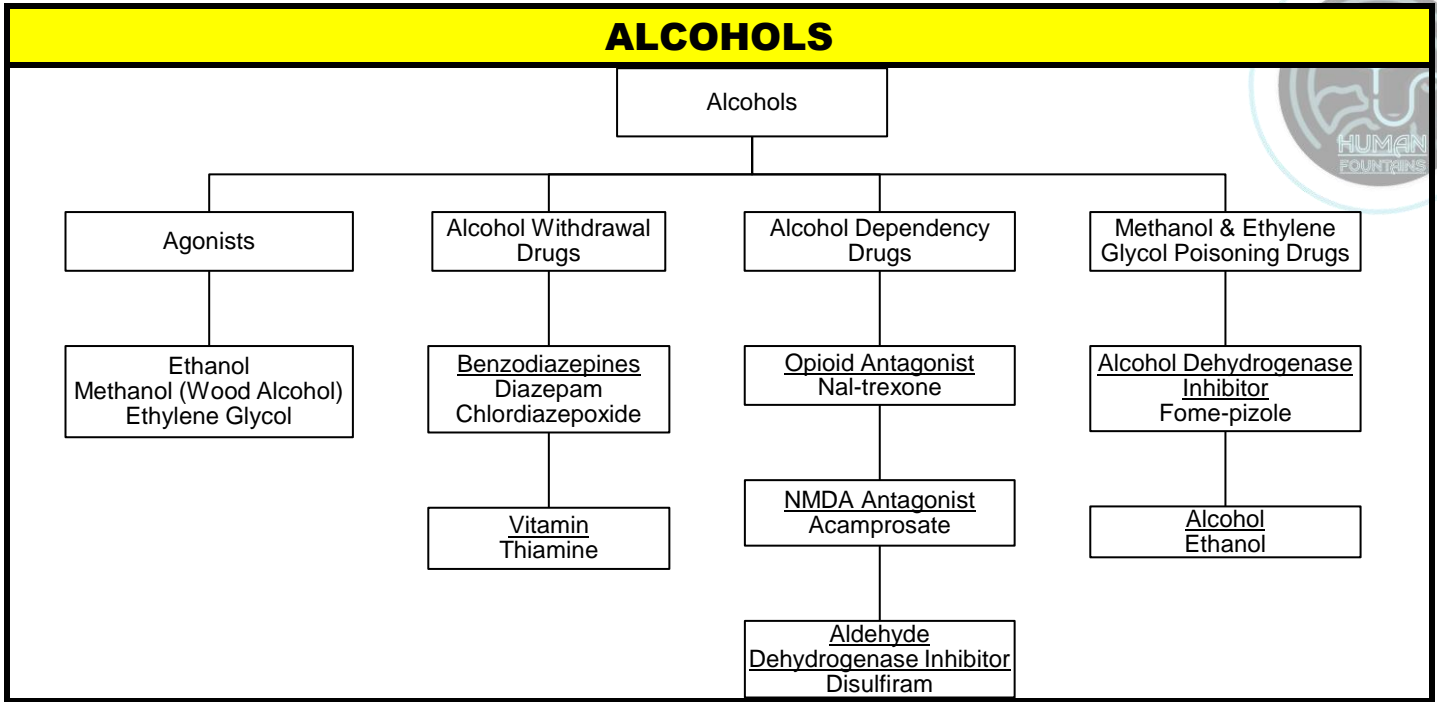 ALCOHOLS
HUMAN
FOUNTAINS
Alcohols
Agonists
Alcohol Withdrawal
Drugs
Alcohol Dependency
Drugs
Methanol & Ethylene
Glycol Poisoning Drugs
Ethanol
Methanol (Wood Alcohol)
Ethylene Glycol
Benzodiazepines
Diazepam
Chlordiazepoxide
Opioid Antagonist
Nal-trexone
Alcohol Dehydrogenase
Inhibitor
Fome-pizole
Vitamin
Thiamine
NMDA Antagonist
Acamprosate
Alcohol
Ethanol
Aldehyde
Dehydrogenase Inhibitor
Disulfiram